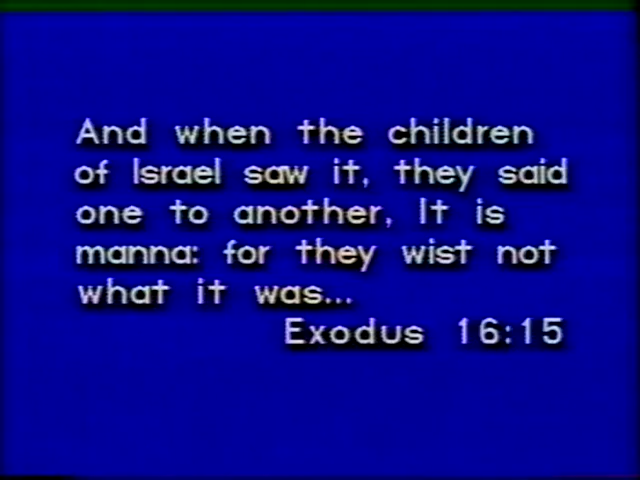 And when the children
of Israel saw it, they said
one to another, It is
manna: for they wist not
what it was...
Exodus 16:15